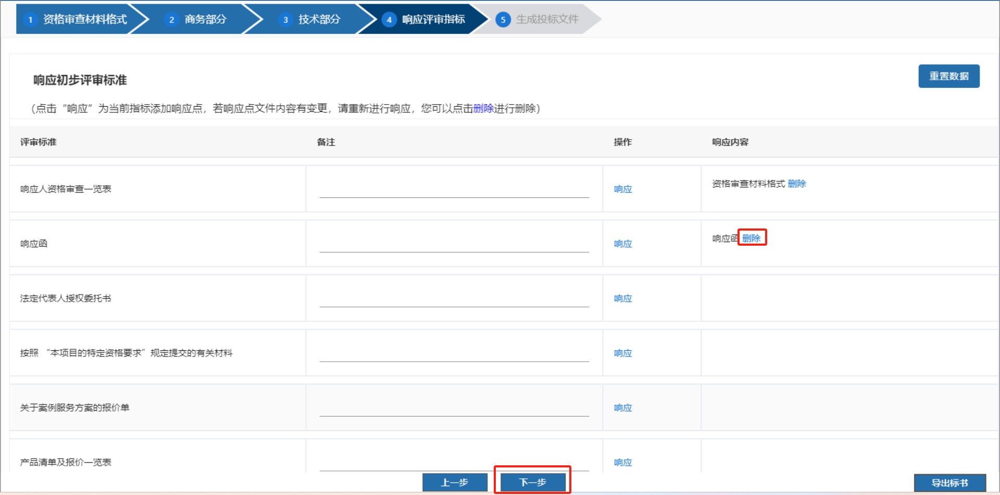 1 资格审查材料格式 2 商务部分 3 技术部分 4 响应评审指标 5 生成投标文件
响应初步评审标准 重置数据
(点击“响应”为当前指标添加响应点，若响应点文件内容有变更，请重新进行响应，您可以点击删除进行删除)
评审标准 备注 操作 响应内容
响应人资格审查一览表 响应 资格审查材料格式 删除
响应函 响应 响应函 删除
法定代表人授权委托书 响应
按照 “本项目的特定资格要求”规定提交的有关材料 响应
关于案例服务方案的报价单 响应
产品清单及报价一览表 响应
上一步 下一步 导出标书